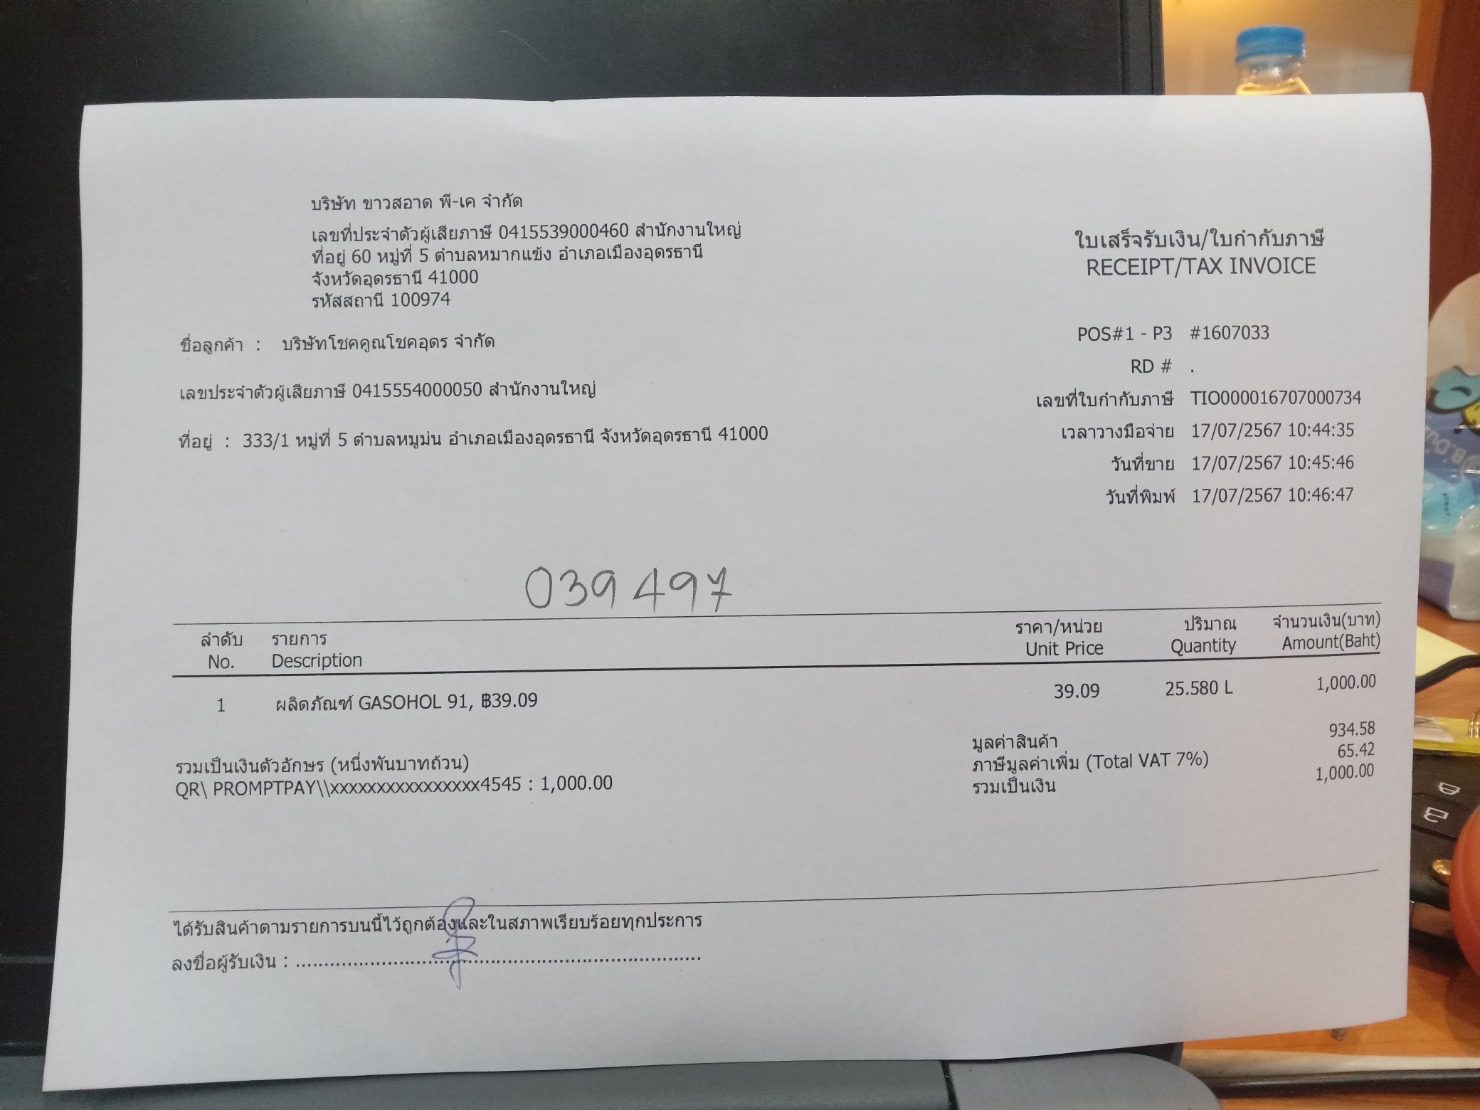 บริษัท ขาวสอาด พี-เค จำกัด
เลขที่ประจำตัวผู้เสียภาษี 0415539000460 สำนักงานใหญ่
ที่อยู่ 60 หมู่ที่ 5 ตำบลหมากแข้ง อำเภอเมืองอุดรธานี
จังหวัดอุดรธานี 41000
รหัสสถานี 100974
ใบเสร็จรับเงิน/ใบกำกับภาษี
RECEIPT/TAX INVOICE
ชื่อลูกค้า : บริษัทโชคคูณโชคอุดร จำกัด
เลขประจำตัวผู้เสียภาษี 0415554000050 สำนักงานใหญ่
ที่อยู่ : 333/1 หมู่ที่ 5 ตำบลหมูม่น อำเภอเมืองอุดรธานี จังหวัดอุดรธานี 41000
POS#1 - P3 #1607033
RD # .
เลขที่ใบกำกับภาษี TIO000016707000734
เวลาวางมือจ่าย 17/07/2567 10:44:35
วันที่ขาย 17/07/2567 10:45:46
วันที่พิมพ์ 17/07/2567 10:46:47
039497
ลำดับ รายการ ราคา/หน่วย ปริมาณ จำนวนเงิน(บาท)
No. Description Unit Price Quantity Amount(Baht)
1 ผลิตภัณฑ์ GASOHOL 91, ฿39.09 39.09 25.580 L 1,000.00
มูลค่าสินค้า 934.58
ภาษีมูลค่าเพิ่ม (Total VAT 7%) 65.42
รวมเป็นเงิน 1,000.00
รวมเป็นเงินตัวอักษร (หนึ่งพันบาทถ้วน)
QR\ PROMPTPAY\\xxxxxxxxxxxxxxxx4545 : 1,000.00
ได้รับสินค้าตามรายการบนนี้ไว้ถูกต้องและในสภาพเรียบร้อยทุกประการ
ลงชื่อผู้รับเงิน : ........................................................................